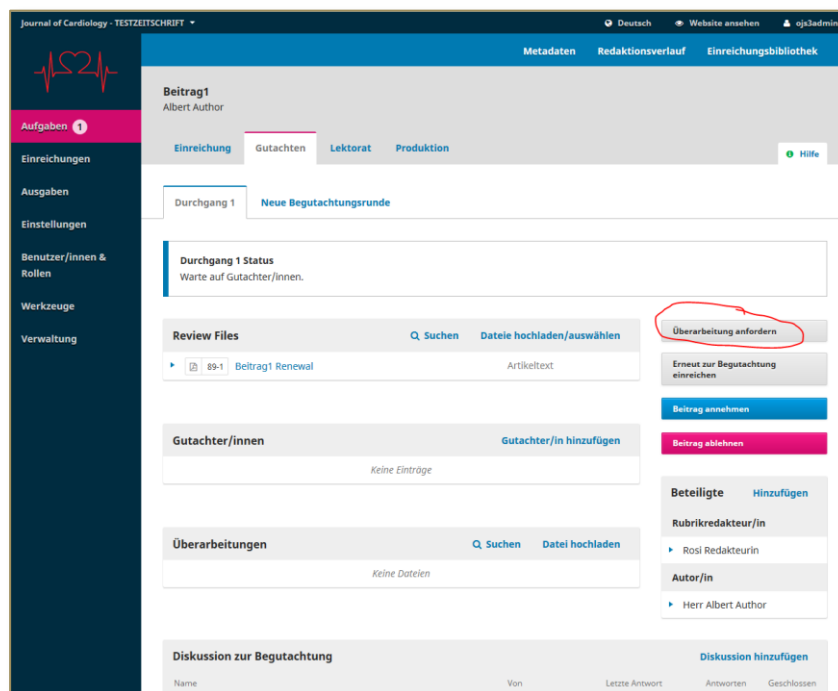 Journal of Cardiology - TESTZEITSCHRIFT
Deutsch Website ansehen ojs3admin
Metadaten Redaktionsverlauf Einreichungsbibliothek
Beitrag1
Albert Author
Aufgaben 1
Einreichungen
Ausgaben
Einstellungen
Benutzer/innen &
Rollen
Werkzeuge
Verwaltung
Einreichung Gutachten Lektorat Produktion
Hilfe
Durchgang 1 Neue Begutachtungsrunde
Durchgang 1 Status
Warte auf Gutachter/innen.
Review Files Suchen Dateie hochladen/auswählen
89-1 Beitrag1 Renewal Artikeltext
Gutachter/innen Gutachter/in hinzufügen
Keine Einträge
Überarbeitungen Suchen Datei hochladen
Keine Dateien
Überarbeitung anfordern
Erneut zur Begutachtung
einreichen
Beitrag annehmen
Beitrag ablehnen
Beteiligte Hinzufügen
Rubrikredakteur/in
Rosi Redakteurin
Autor/in
Herr Albert Author
Diskussion zur Begutachtung Diskussion hinzufügen
Name Von Letzte Antwort Antworten Geschlossen